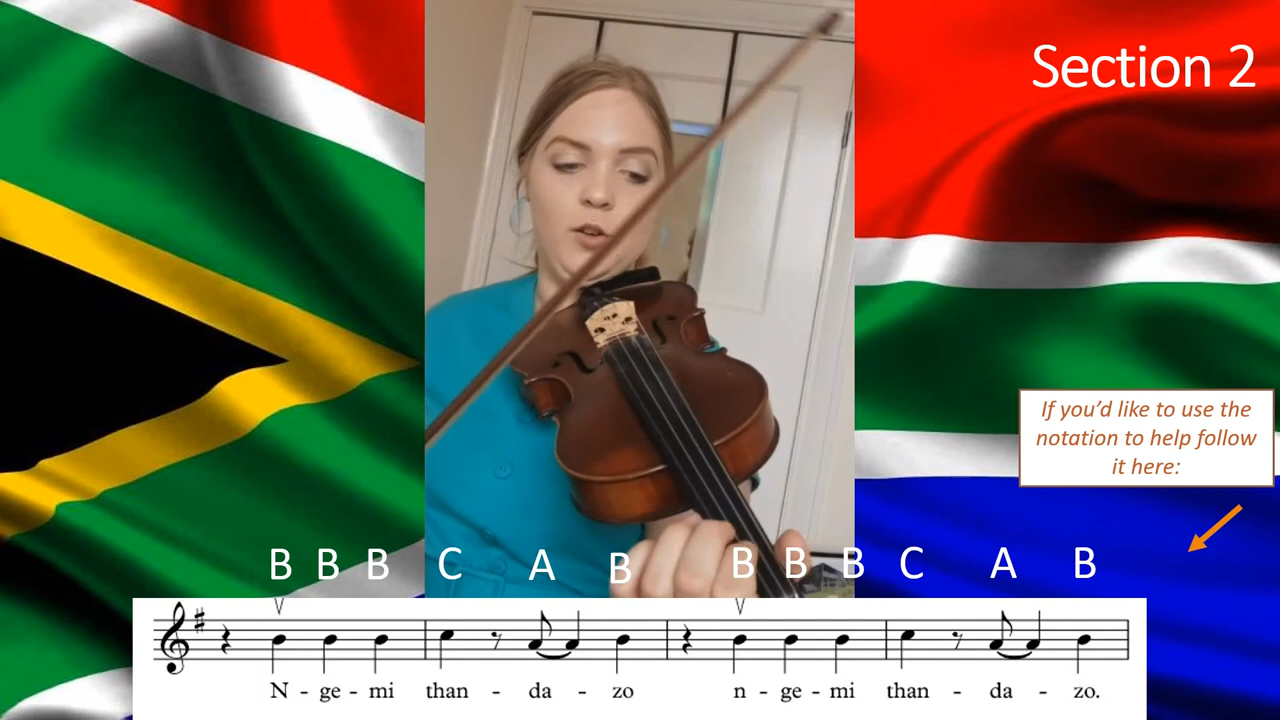 Section 2
If you’d like to use the
notation to help follow
it here:
B B B C A B B B B C A B
N - ge - mi than - da - zo n - ge - mi than - da - zo.